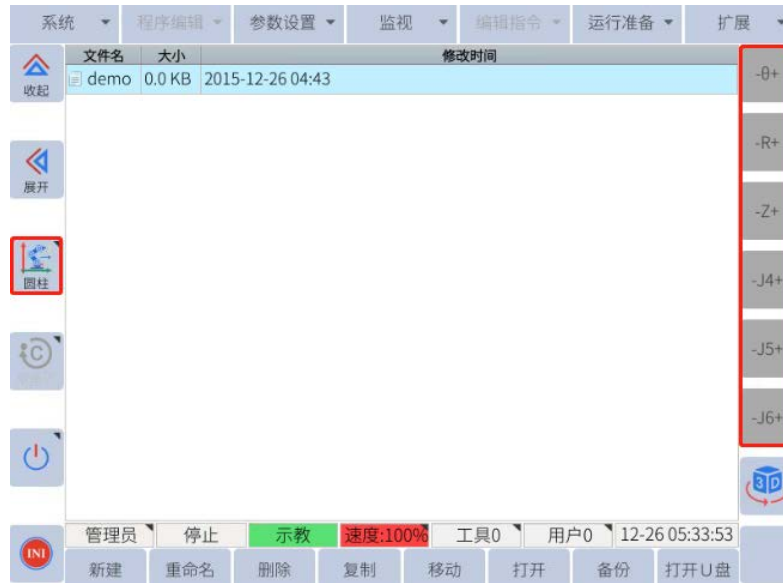 系统 程序编辑 参数设置 监视 编辑指令 运行准备 扩展
文件名 大小 修改时间
demo 0.0 KB 2015-12-26 04:43
收起
展开
圆柱
C
INI
-θ+
-R+
-Z+
-J4+
-J5+
-J6+
3D
管理员 停止 示教 速度:100% 工具0 用户0 12-26 05:33:53
新建 重命名 删除 复制 移动 打开 备份 打开U盘